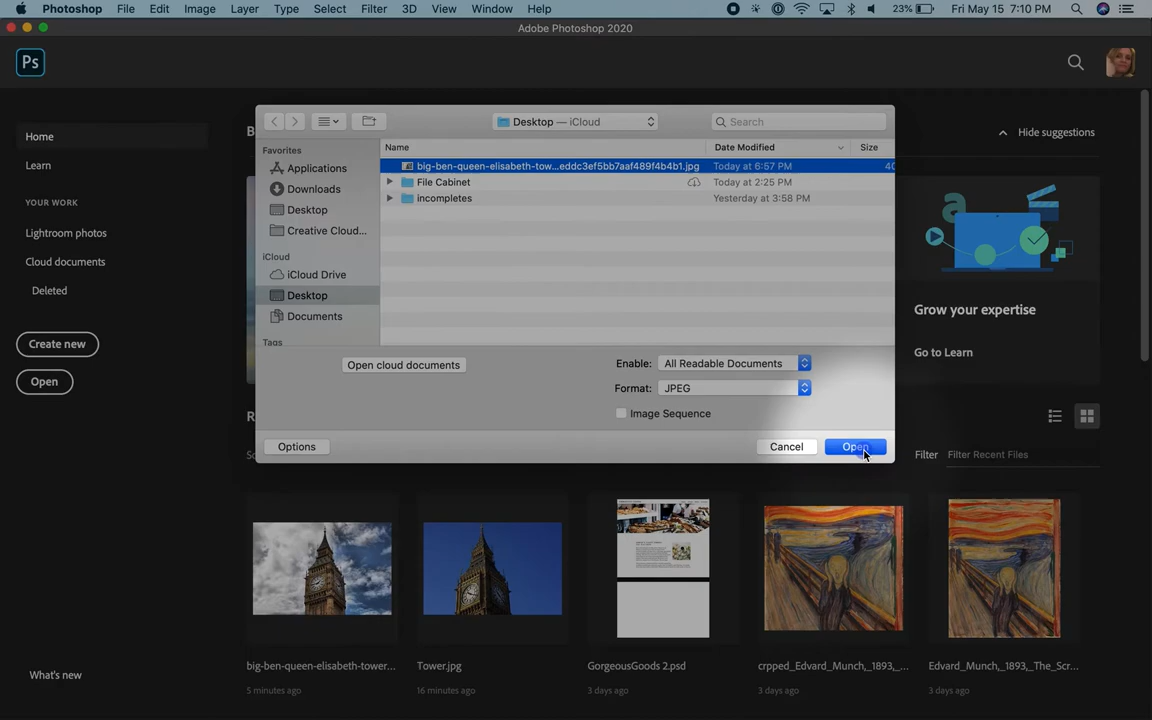 Photoshop File Edit Image Layer Type Select Filter 3D View Window Help 23% Fri May 15 7:10 PM
Adobe Photoshop 2020
Ps
Home
Learn
YOUR WORK
Lightroom photos
Cloud documents
Deleted
Create new
Open
What's new
Desktop — iCloud
Search
Favorites
Applications
Downloads
Desktop
Creative Cloud...
iCloud
iCloud Drive
Desktop
Documents
Tags
Name Date Modified Size
big-ben-queen-elisabeth-tow...eddc3ef5bb7aaf489f4b4b1.jpg Today at 6:57 PM 40
File Cabinet Today at 2:25 PM
incompletes Yesterday at 3:58 PM
Open cloud documents
Enable: All Readable Documents
Format: JPEG
Image Sequence
Options
Cancel
Open
Hide suggestions
Grow your expertise
Go to Learn
Filter Filter Recent Files
big-ben-queen-elisabeth-tower...
5 minutes ago
Tower.jpg
16 minutes ago
GorgeousGoods 2.psd
3 days ago
crpped_Edvard_Munch,_1893,_...
3 days ago
Edvard_Munch,_1893,_The_Scr...
3 days ago